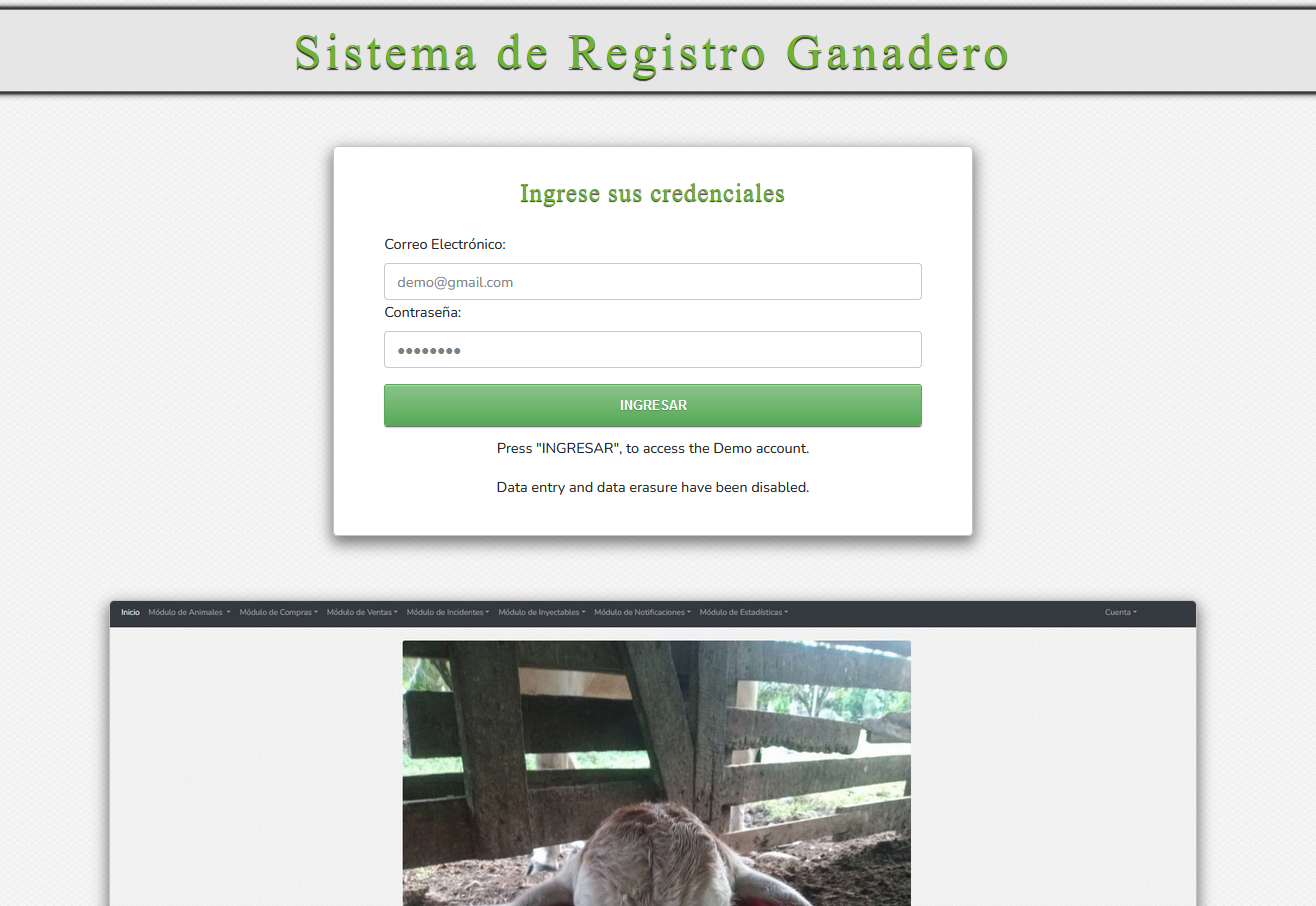 Sistema de Registro Ganadero
Ingrese sus credenciales
Correo Electrónico:
demo@gmail.com
Contraseña:
••••••••
INGRESAR
Press "INGRESAR", to access the Demo account.
Data entry and data erasure have been disabled.
Inicio Módulo de Animales Módulo de Compras Módulo de Ventas Módulo de Incidentes Módulo de Inyectables Módulo de Notificaciones Módulo de Estadísticas Cuenta